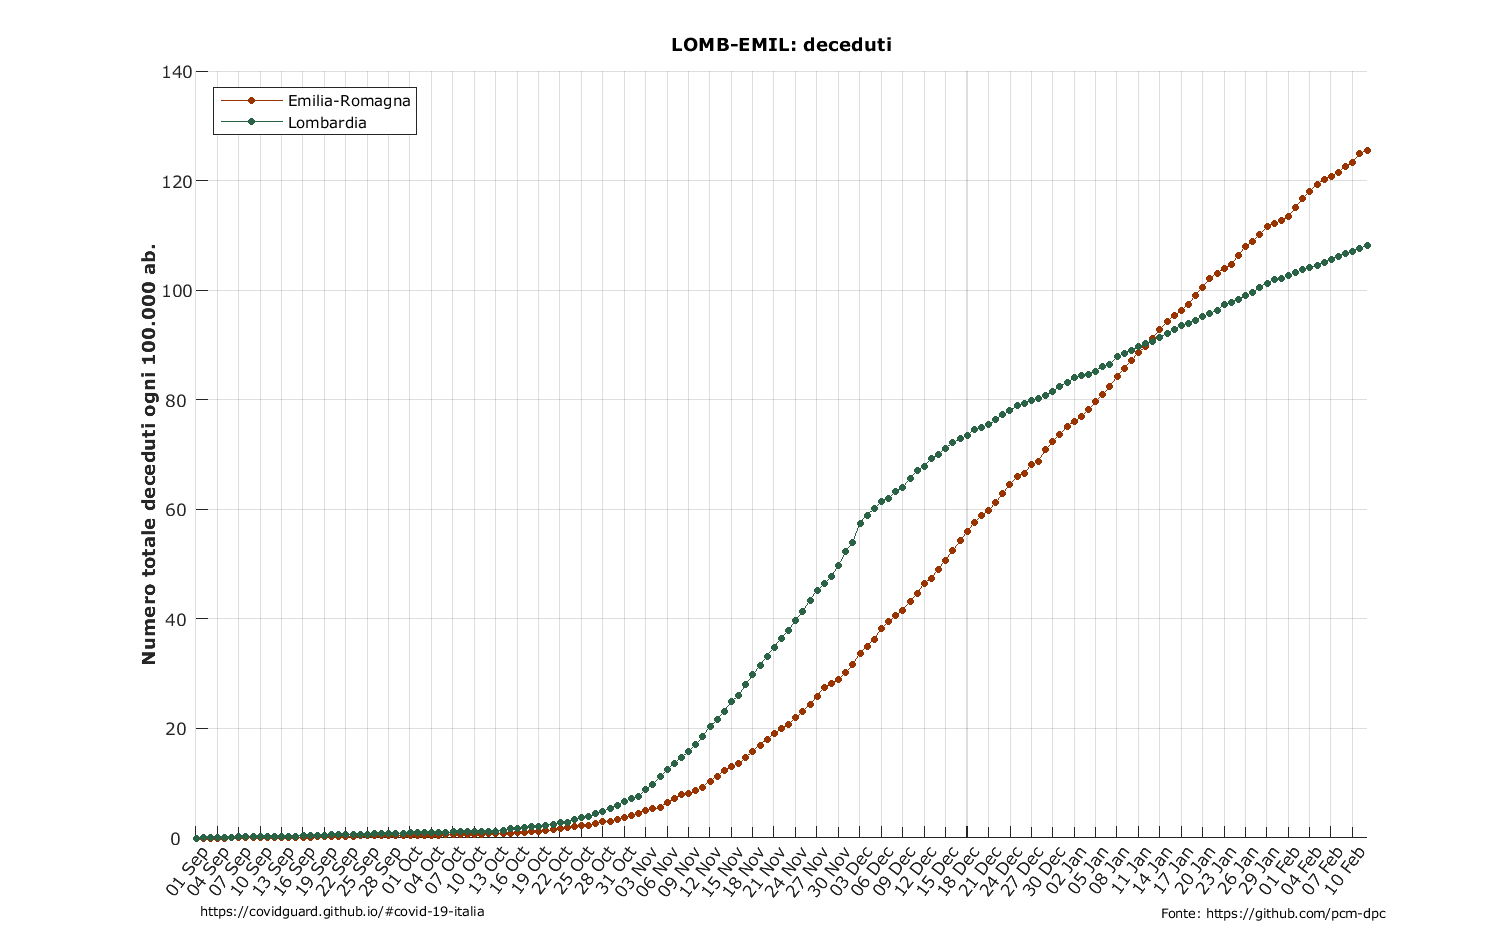 LOMB-EMIL: deceduti
Emilia-Romagna
Lombardia
Numero totale deceduti ogni 100.000 ab.
140
120
100
80
60
40
20
0
01 Sep
04 Sep
07 Sep
10 Sep
13 Sep
16 Sep
19 Sep
22 Sep
25 Sep
28 Sep
01 Oct
04 Oct
07 Oct
10 Oct
13 Oct
16 Oct
19 Oct
22 Oct
25 Oct
28 Oct
31 Oct
03 Nov
06 Nov
09 Nov
12 Nov
15 Nov
18 Nov
21 Nov
24 Nov
27 Nov
30 Nov
03 Dec
06 Dec
09 Dec
12 Dec
15 Dec
18 Dec
21 Dec
24 Dec
27 Dec
30 Dec
02 Jan
05 Jan
08 Jan
11 Jan
14 Jan
17 Jan
20 Jan
23 Jan
26 Jan
29 Jan
01 Feb
04 Feb
07 Feb
10 Feb
https://covidguard.github.io/#covid-19-italia
Fonte: https://github.com/pcm-dpc